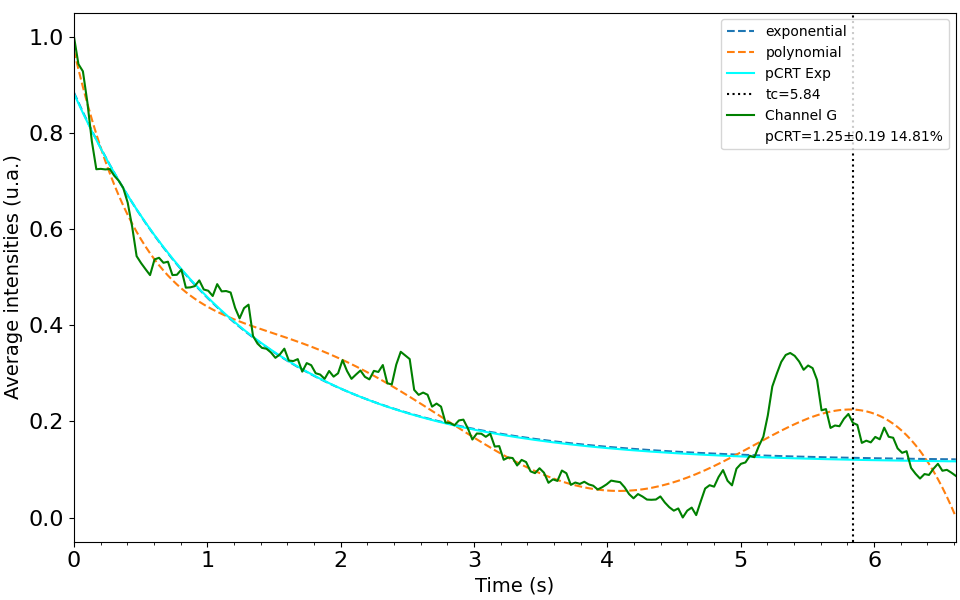 exponential
polynomial
pCRT Exp
tc=5.84
Channel G
pCRT=1.25±0.19 14.81%
Average intensities (u.a.)
1.0
0.8
0.6
0.4
0.2
0.0
0 1 2 3 4 5 6
Time (s)